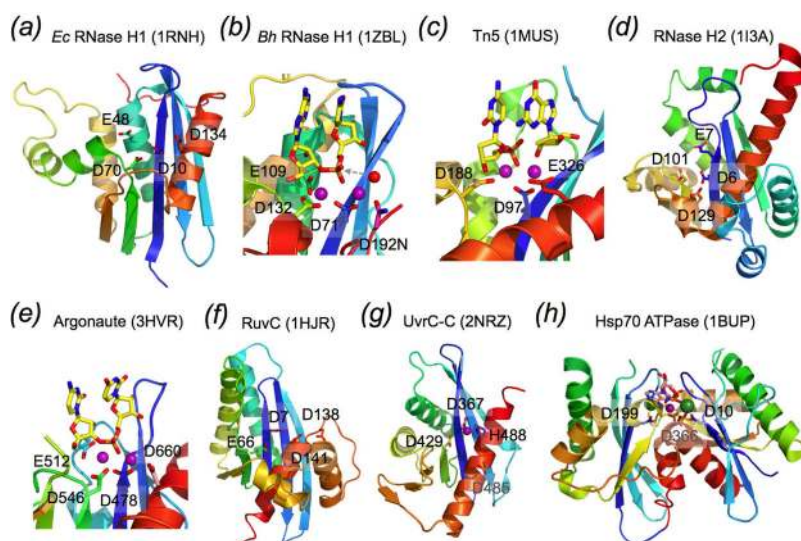 (a) Ec RNase H1 (1RNH)
E48
D134
D70
D10
(b) Bh RNase H1 (1ZBL)
E109
D132
D71
D192N
(c) Tn5 (1MUS)
D188
E326
D97
(d) RNase H2 (1I3A)
E7
D101
D6
D129
(e) Argonaute (3HVR)
E512
D660
D546
D478
(f) RuvC (1HJR)
D7
D138
E66
D141
(g) UvrC-C (2NRZ)
D367
D429
H488
D486
(h) Hsp70 ATPase (1BUP)
D199
D10
D366